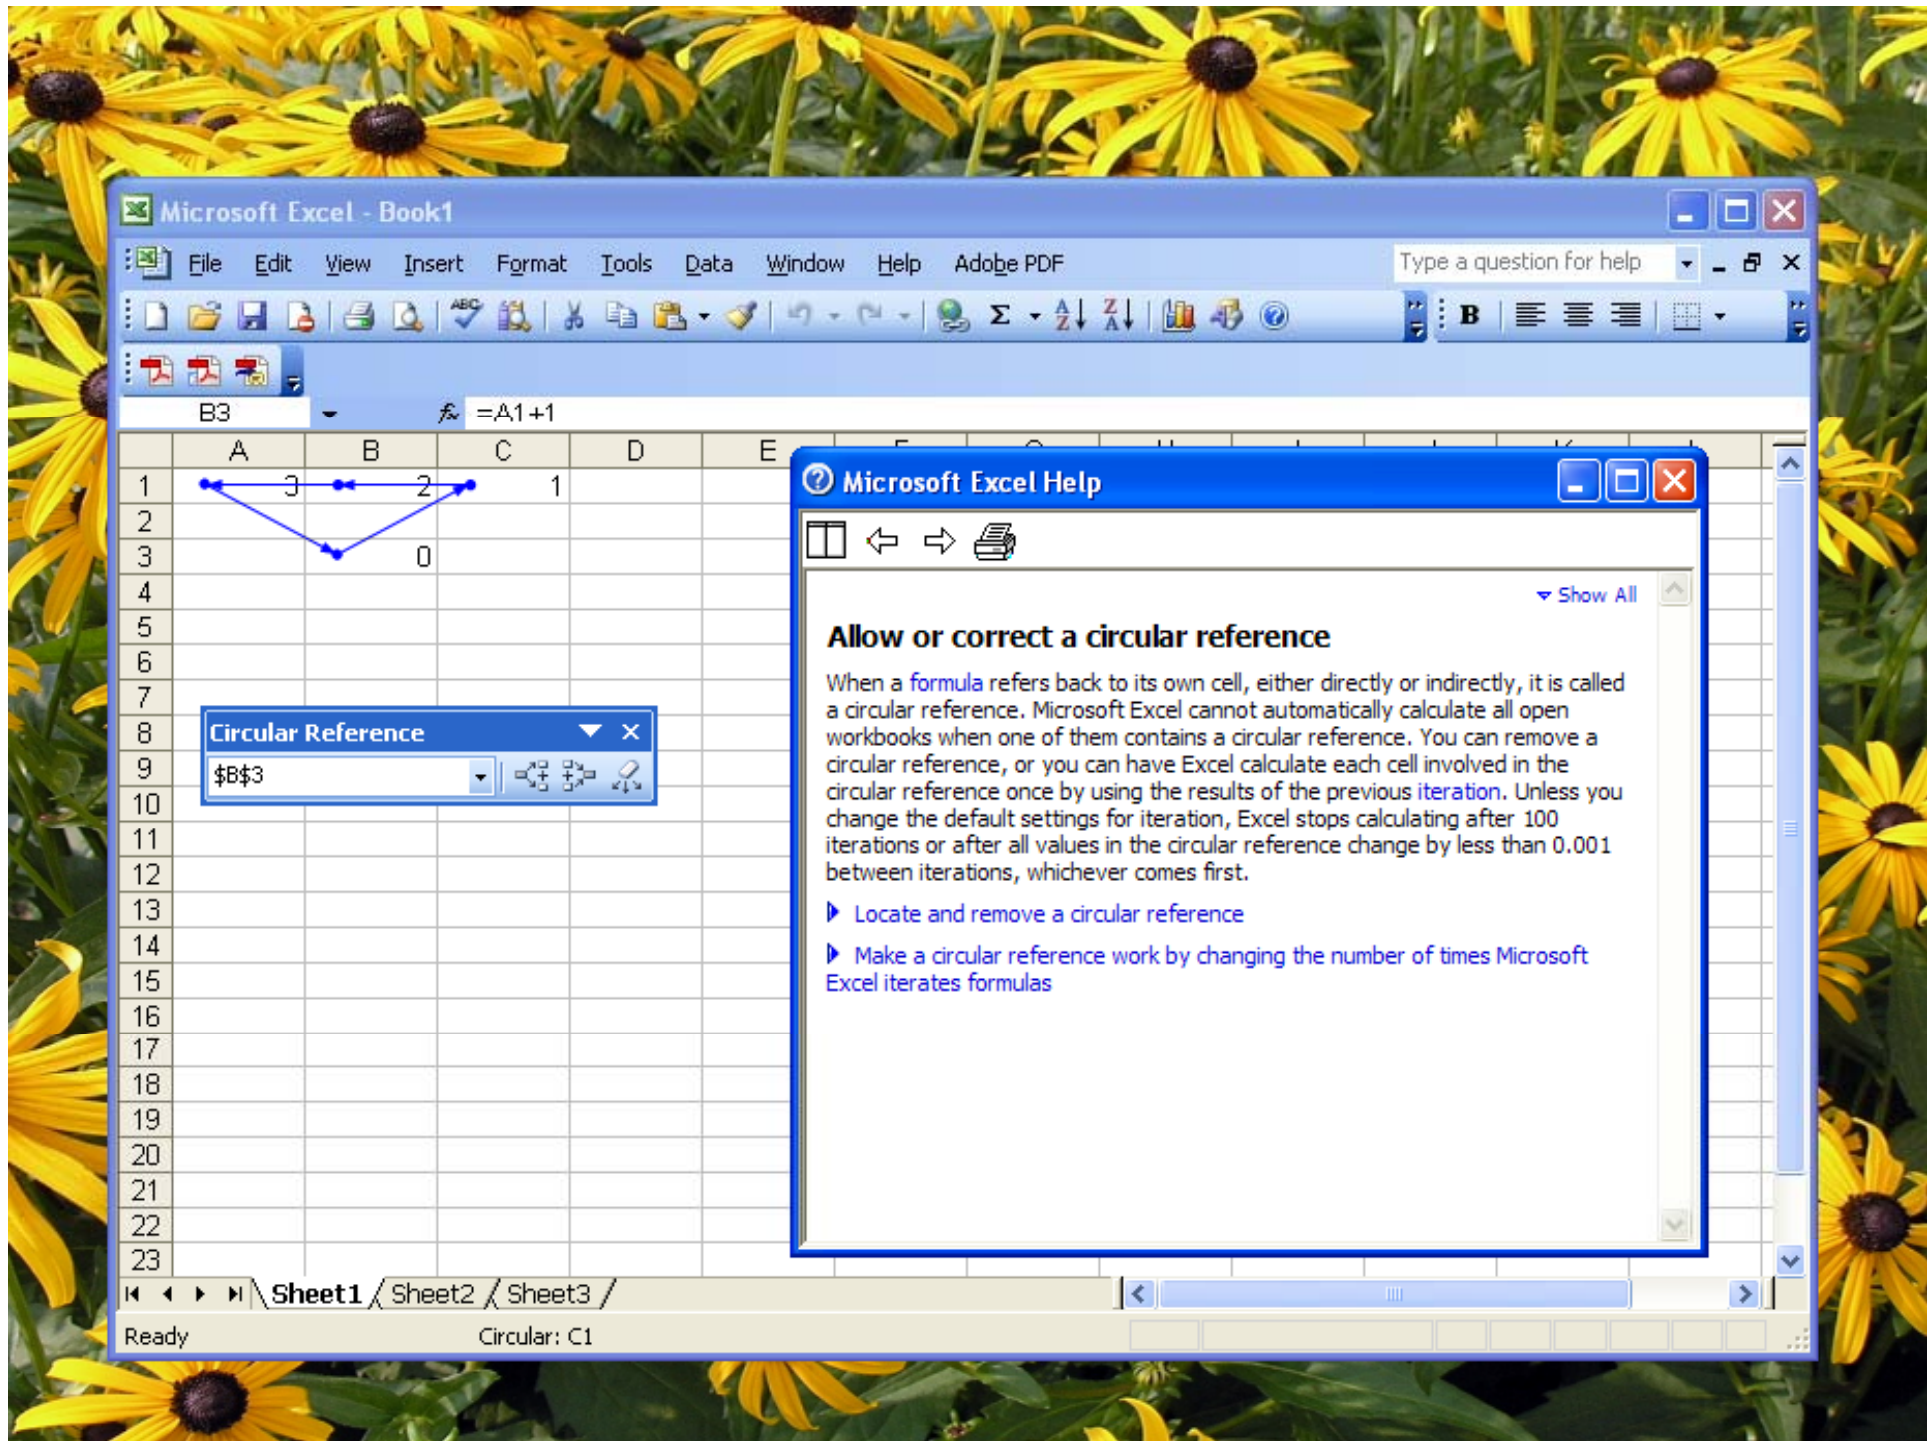 Microsoft Excel - Book1
File Edit View Insert Format Tools Data Window Help Adobe PDF Type a question for help
ABC Σ A Z Z A B
B3 fx =A1+1
A B C D E
1 3 2 1
2
3 0
4
5
6
7
8
9
10
11
12
13
14
15
16
17
18
19
20
21
22
23
Circular Reference
$B$3
Microsoft Excel Help
Show All
Allow or correct a circular reference
When a formula refers back to its own cell, either directly or indirectly, it is called
a circular reference. Microsoft Excel cannot automatically calculate all open
workbooks when one of them contains a circular reference. You can remove a
circular reference, or you can have Excel calculate each cell involved in the
circular reference once by using the results of the previous iteration. Unless you
change the default settings for iteration, Excel stops calculating after 100
iterations or after all values in the circular reference change by less than 0.001
between iterations, whichever comes first.
Locate and remove a circular reference
Make a circular reference work by changing the number of times Microsoft
Excel iterates formulas
Sheet1 Sheet2 Sheet3
Ready Circular: C1